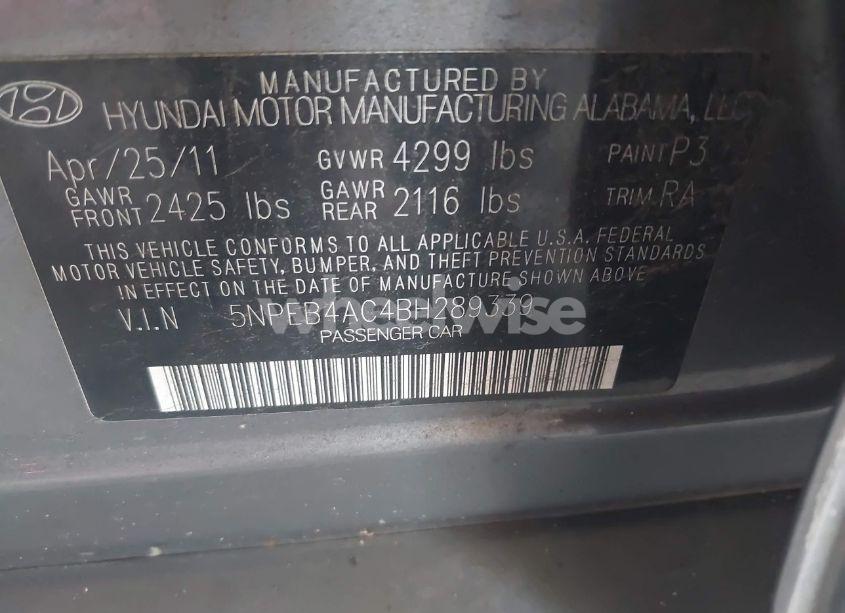 MANUFACTURED BY
HYUNDAI MOTOR MANUFACTURING ALABAMA, LLC
Apr/25/11 GVWR 4299 lbs PAINT P3
GAWR FRONT 2425 lbs GAWR REAR 2116 lbs TRIM RA
THIS VEHICLE CONFORMS TO ALL APPLICABLE U.S.A. FEDERAL
MOTOR VEHICLE SAFETY, BUMPER, AND THEFT PREVENTION STANDARDS
IN EFFECT ON THE DATE OF MANUFACTURE SHOWN ABOVE
V.I.N 5NPEB4AC4BH289339
wheelwise
PASSENGER CAR